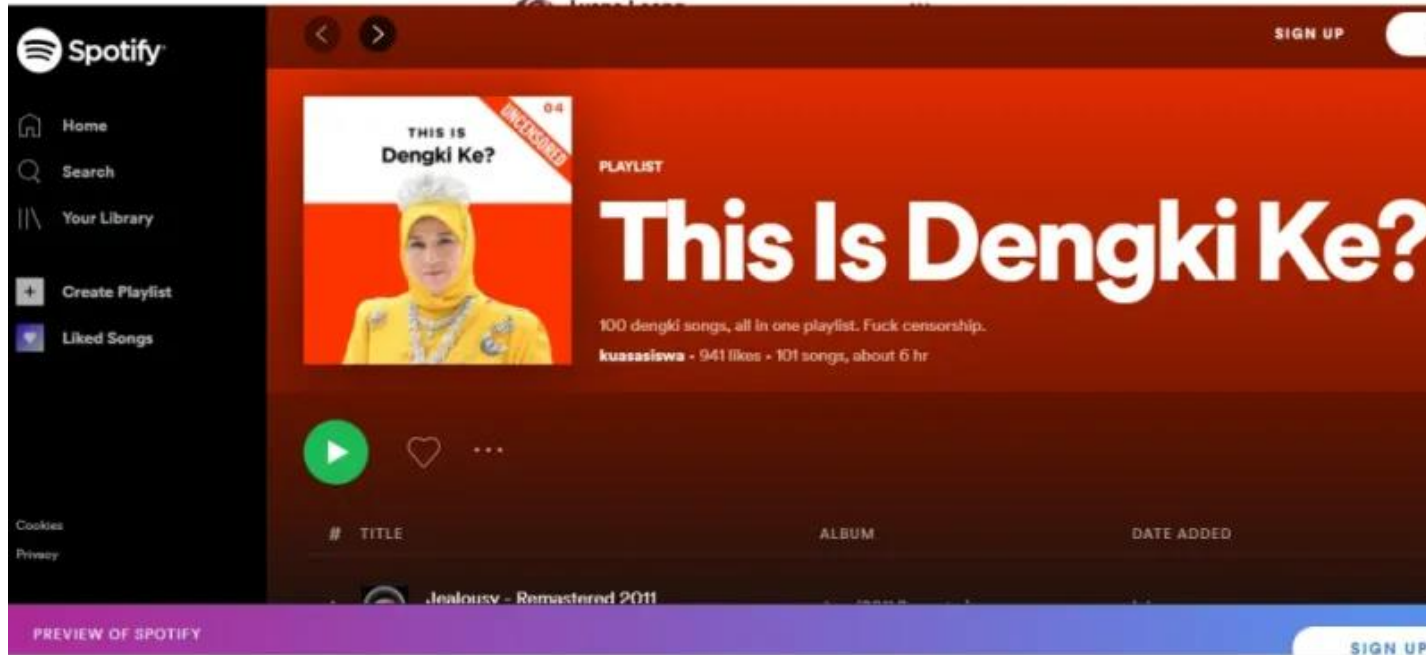 Spotify
SIGN UP
Home
Search
Your Library
Create Playlist
Liked Songs
Cookies
Privacy
04
UNCENSORED
THIS IS
Dengki Ke?
PLAYLIST
This Is Dengki Ke?
100 dengki songs, all in one playlist. Fuck censorship.
kuasasiswa • 941 likes • 101 songs, about 6 hr
# TITLE ALBUM DATE ADDED
Jealousy - Remastered 2011
PREVIEW OF SPOTIFY
SIGN UP